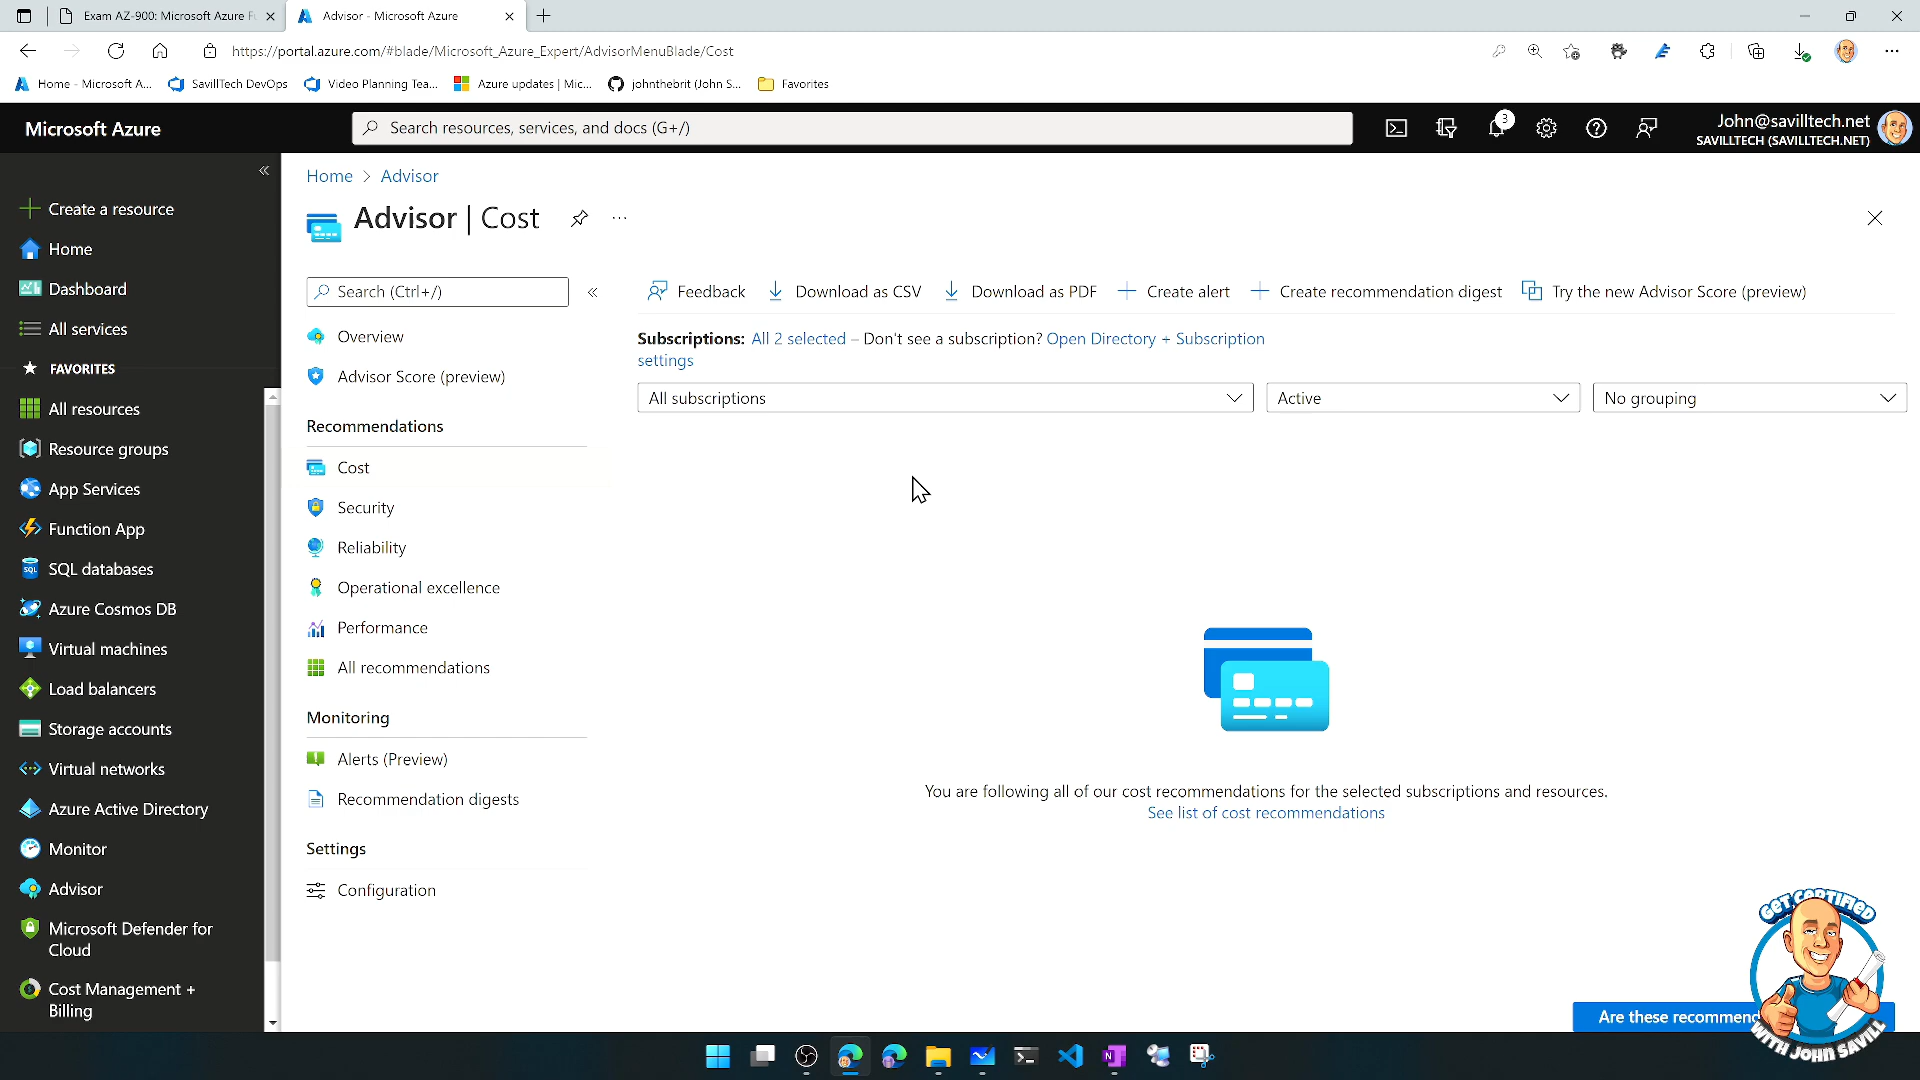 Exam AZ-900: Microsoft Azure Fu
Advisor - Microsoft Azure
https://portal.azure.com/#blade/Microsoft_Azure_Expert/AdvisorMenuBlade/Cost
Home - Microsoft A...
SavillTech DevOps
Video Planning Tea...
Azure updates | Mic...
johnthebrit (John S...
Favorites
Microsoft Azure
Search resources, services, and docs (G+/)
3
John@savilltech.net
SAVILLTECH (SAVILLTECH.NET)
Create a resource
Home
Dashboard
All services
FAVORITES
All resources
Resource groups
App Services
Function App
SQL databases
Azure Cosmos DB
Virtual machines
Load balancers
Storage accounts
Virtual networks
Azure Active Directory
Monitor
Advisor
Microsoft Defender for
Cloud
Cost Management +
Billing
Home > Advisor
Advisor | Cost
Search (Ctrl+/)
Overview
Advisor Score (preview)
Recommendations
Cost
Security
Reliability
Operational excellence
Performance
All recommendations
Monitoring
Alerts (Preview)
Recommendation digests
Settings
Configuration
Feedback
Download as CSV
Download as PDF
Create alert
Create recommendation digest
Try the new Advisor Score (preview)
Subscriptions: All 2 selected – Don't see a subscription? Open Directory + Subscription
settings
All subscriptions
Active
No grouping
You are following all of our cost recommendations for the selected subscriptions and resources.
See list of cost recommendations
Are these recommend
GET CERTIFIED
WITH JOHN SAVILL